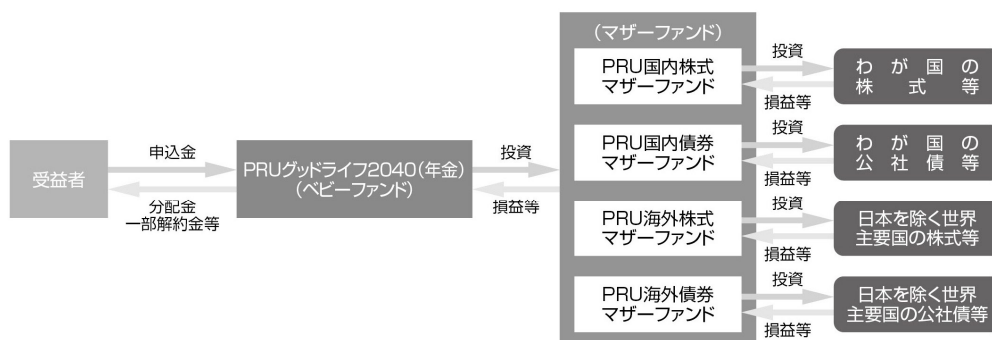 受益者
申込金
分配金
一部解約金等
PRUグッドライフ2040(年金)
(ベビーファンド)
投資
損益等
(マザーファンド)
PRU国内株式
マザーファンド
投資
損益等
わが国の
株式等
PRU国内債券
マザーファンド
投資
損益等
わが国の
公社債等
PRU海外株式
マザーファンド
投資
損益等
日本を除く世界
主要国の株式等
PRU海外債券
マザーファンド
投資
損益等
日本を除く世界
主要国の公社債等